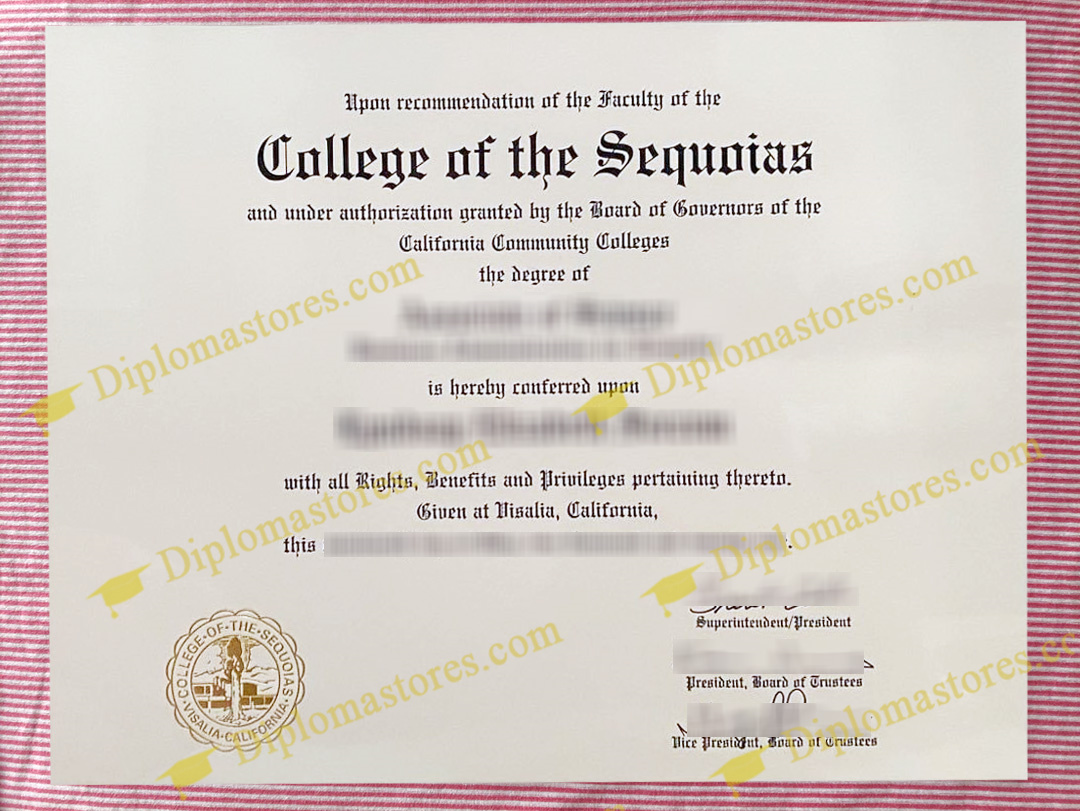 Upon recommendation of the Faculty of the
College of the Sequoias
and under authorization granted by the Board of Governors of the
California Community Colleges
the degree of
Diplomastores.com
Diplomastores.com
is hereby conferred upon
with all Rights, Benefits and Privileges pertaining thereto.
Given at Visalia, California,
this
Diplomastores.com
Diplomastores.com
Superintendent/President
President, Board of Trustees
Vice President, Board of Trustees
COLLEGE·OF·THE·SEQUOIAS
·VISALIA·CALIFORNIA·
Diplomastores.com
Diplomastores.co